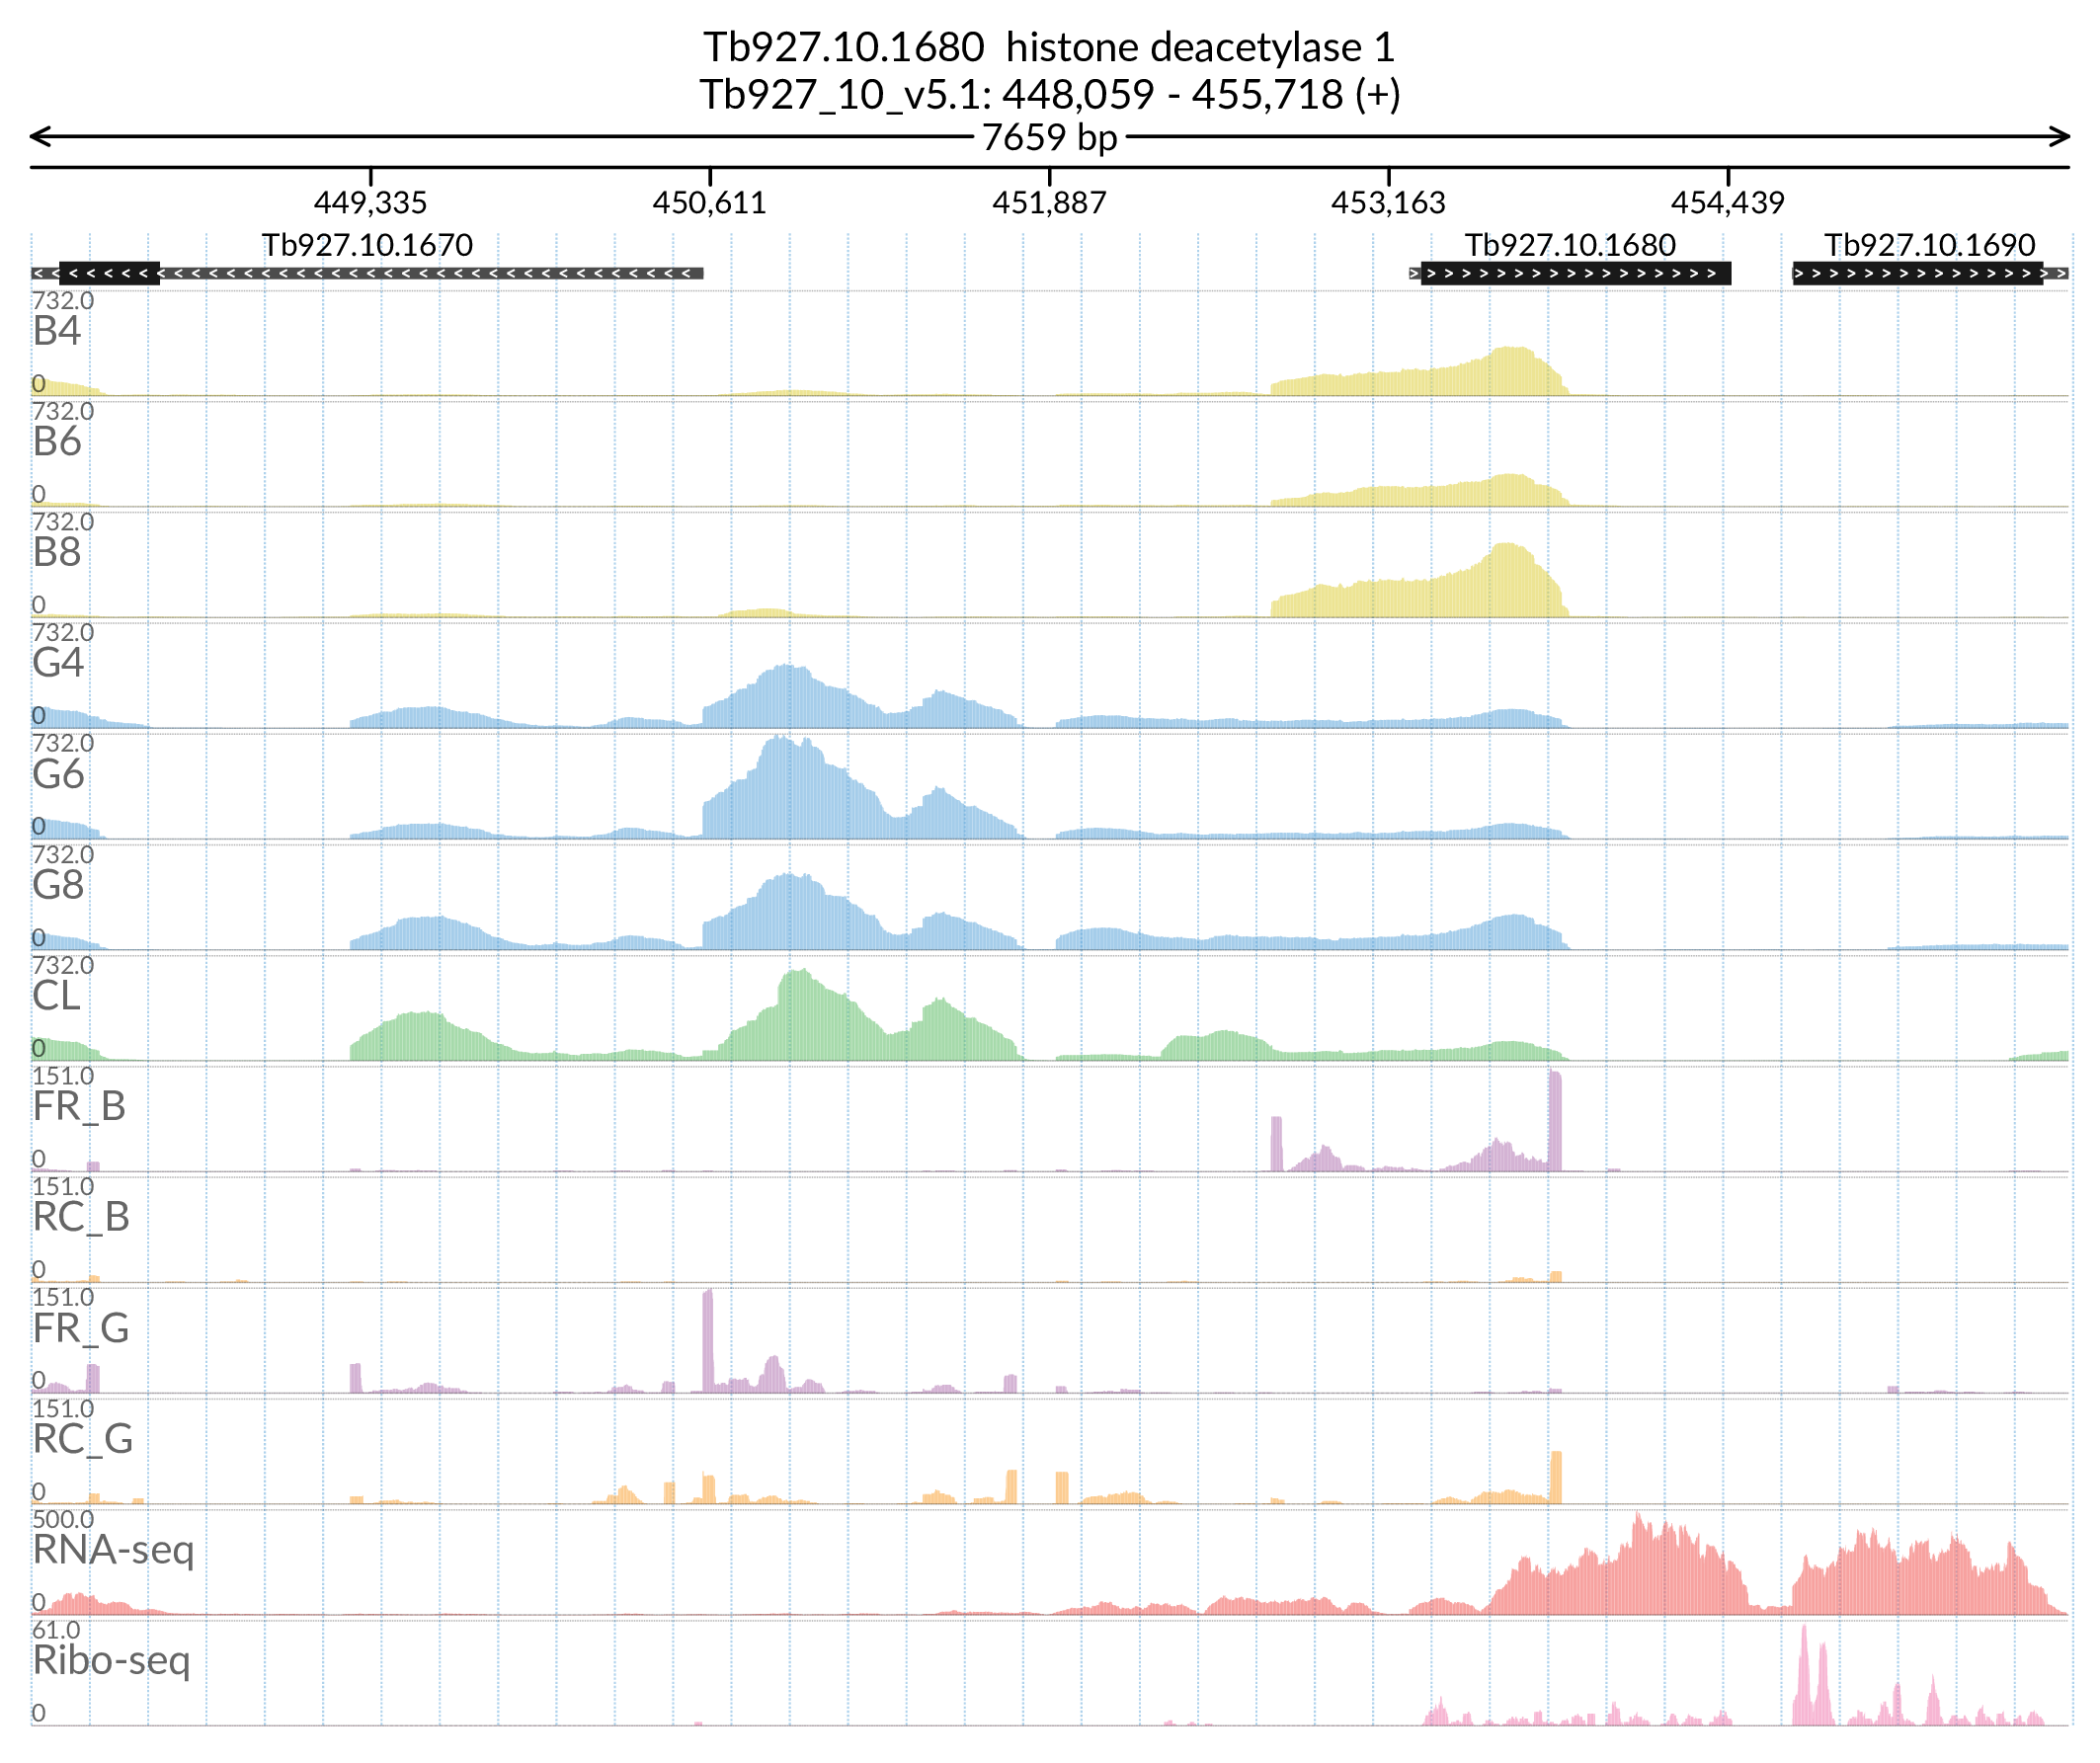 Tb927.10.1680 histone deacetylase 1
Tb927_10_v5.1: 448,059 - 455,718 (+)
7659 bp
449,335 450,611 451,887 453,163 454,439
Tb927.10.1670 Tb927.10.1680 Tb927.10.1690
732.0
B4
0
732.0
B6
0
732.0
B8
0
732.0
G4
0
732.0
G6
0
732.0
G8
0
732.0
CL
0
151.0
FR_B
0
151.0
RC_B
0
151.0
FR_G
0
151.0
RC_G
0
500.0
RNA-seq
0
61.0
Ribo-seq
0